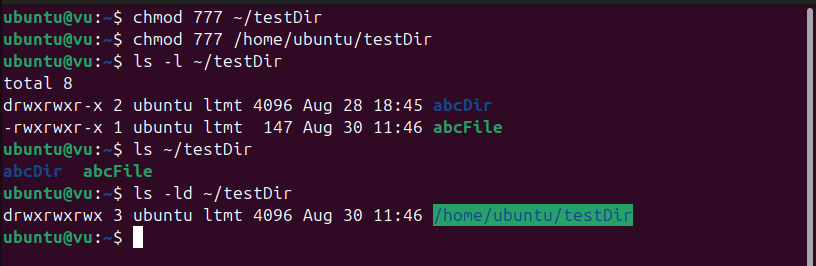 ubuntu@vu:~$ chmod 777 ~/testDir
ubuntu@vu:~$ chmod 777 /home/ubuntu/testDir
ubuntu@vu:~$ ls -l ~/testDir
total 8
drwxrwxr-x 2 ubuntu ltmt 4096 Aug 28 18:45 abcDir
-rwxrwxr-x 1 ubuntu ltmt  147 Aug 30 11:46 abcFile
ubuntu@vu:~$ ls ~/testDir
abcDir  abcFile
ubuntu@vu:~$ ls -ld ~/testDir
drwxrwxrwx 3 ubuntu ltmt 4096 Aug 30 11:46 /home/ubuntu/testDir
ubuntu@vu:~$